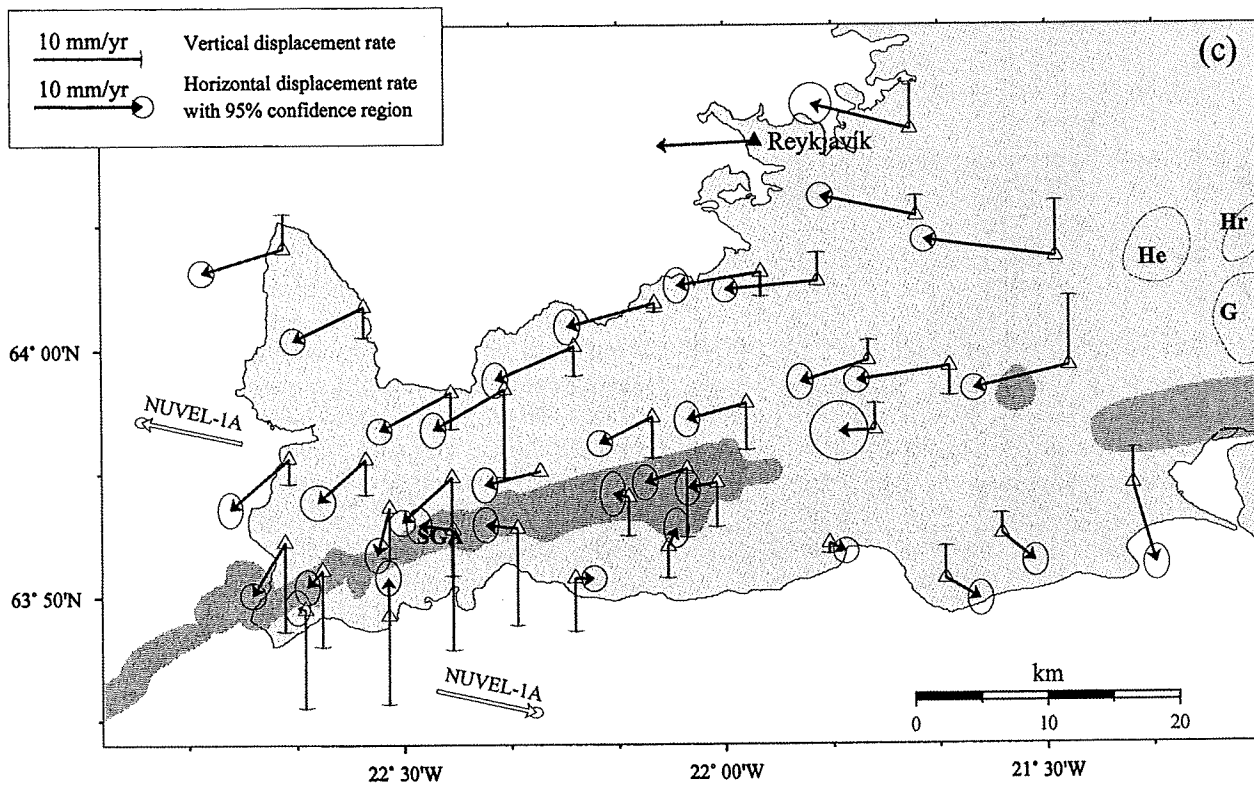 10 mm/yr Vertical displacement rate
10 mm/yr Horizontal displacement rate
with 95% confidence region
(c)
Reykjavík
Hr
He
G
64° 00'N
NUVEL-1A
SGA
63° 50'N
NUVEL-1A
km
0 10 20
22° 30'W 22° 00'W 21° 30'W